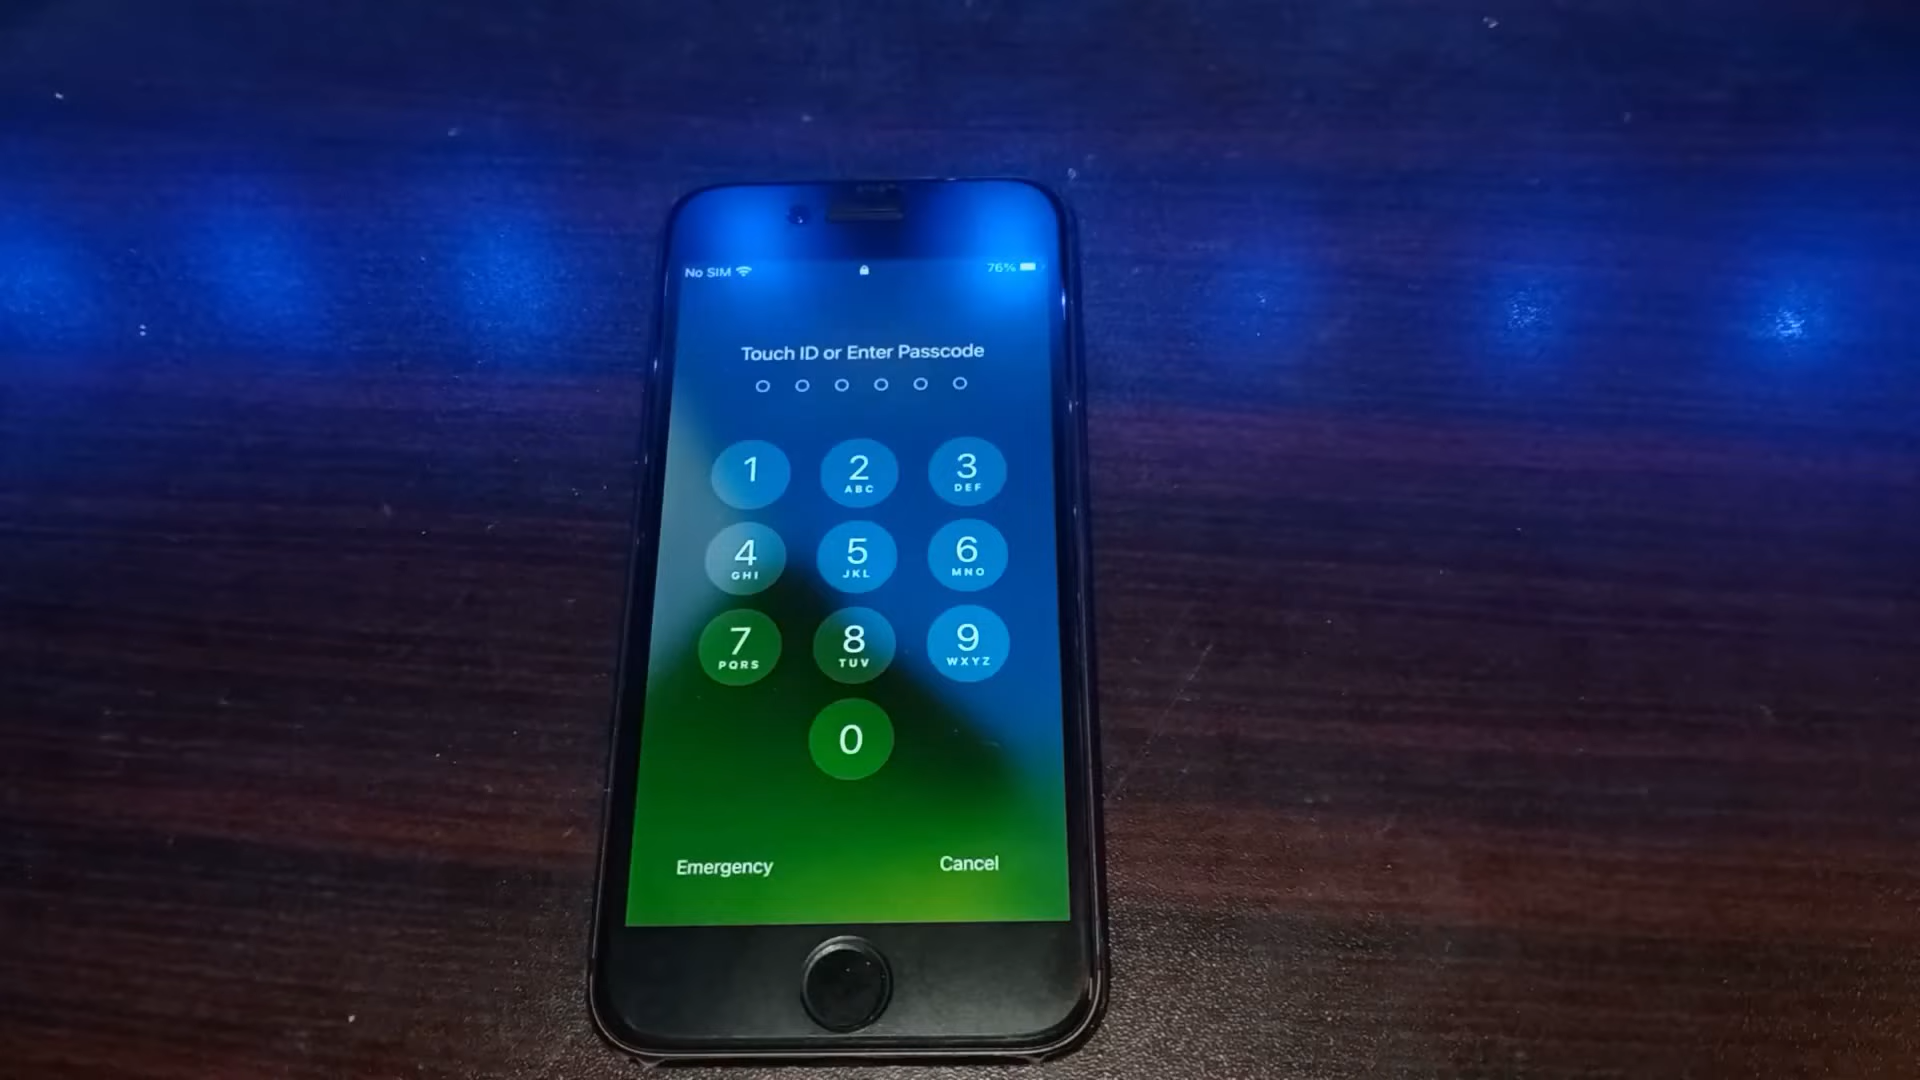 No SIM 76%
Touch ID or Enter Passcode
1 2 3
ABC DEF
4 5 6
GHI JKL MNO
7 8 9
PQRS TUV WXYZ
0
Emergency Cancel